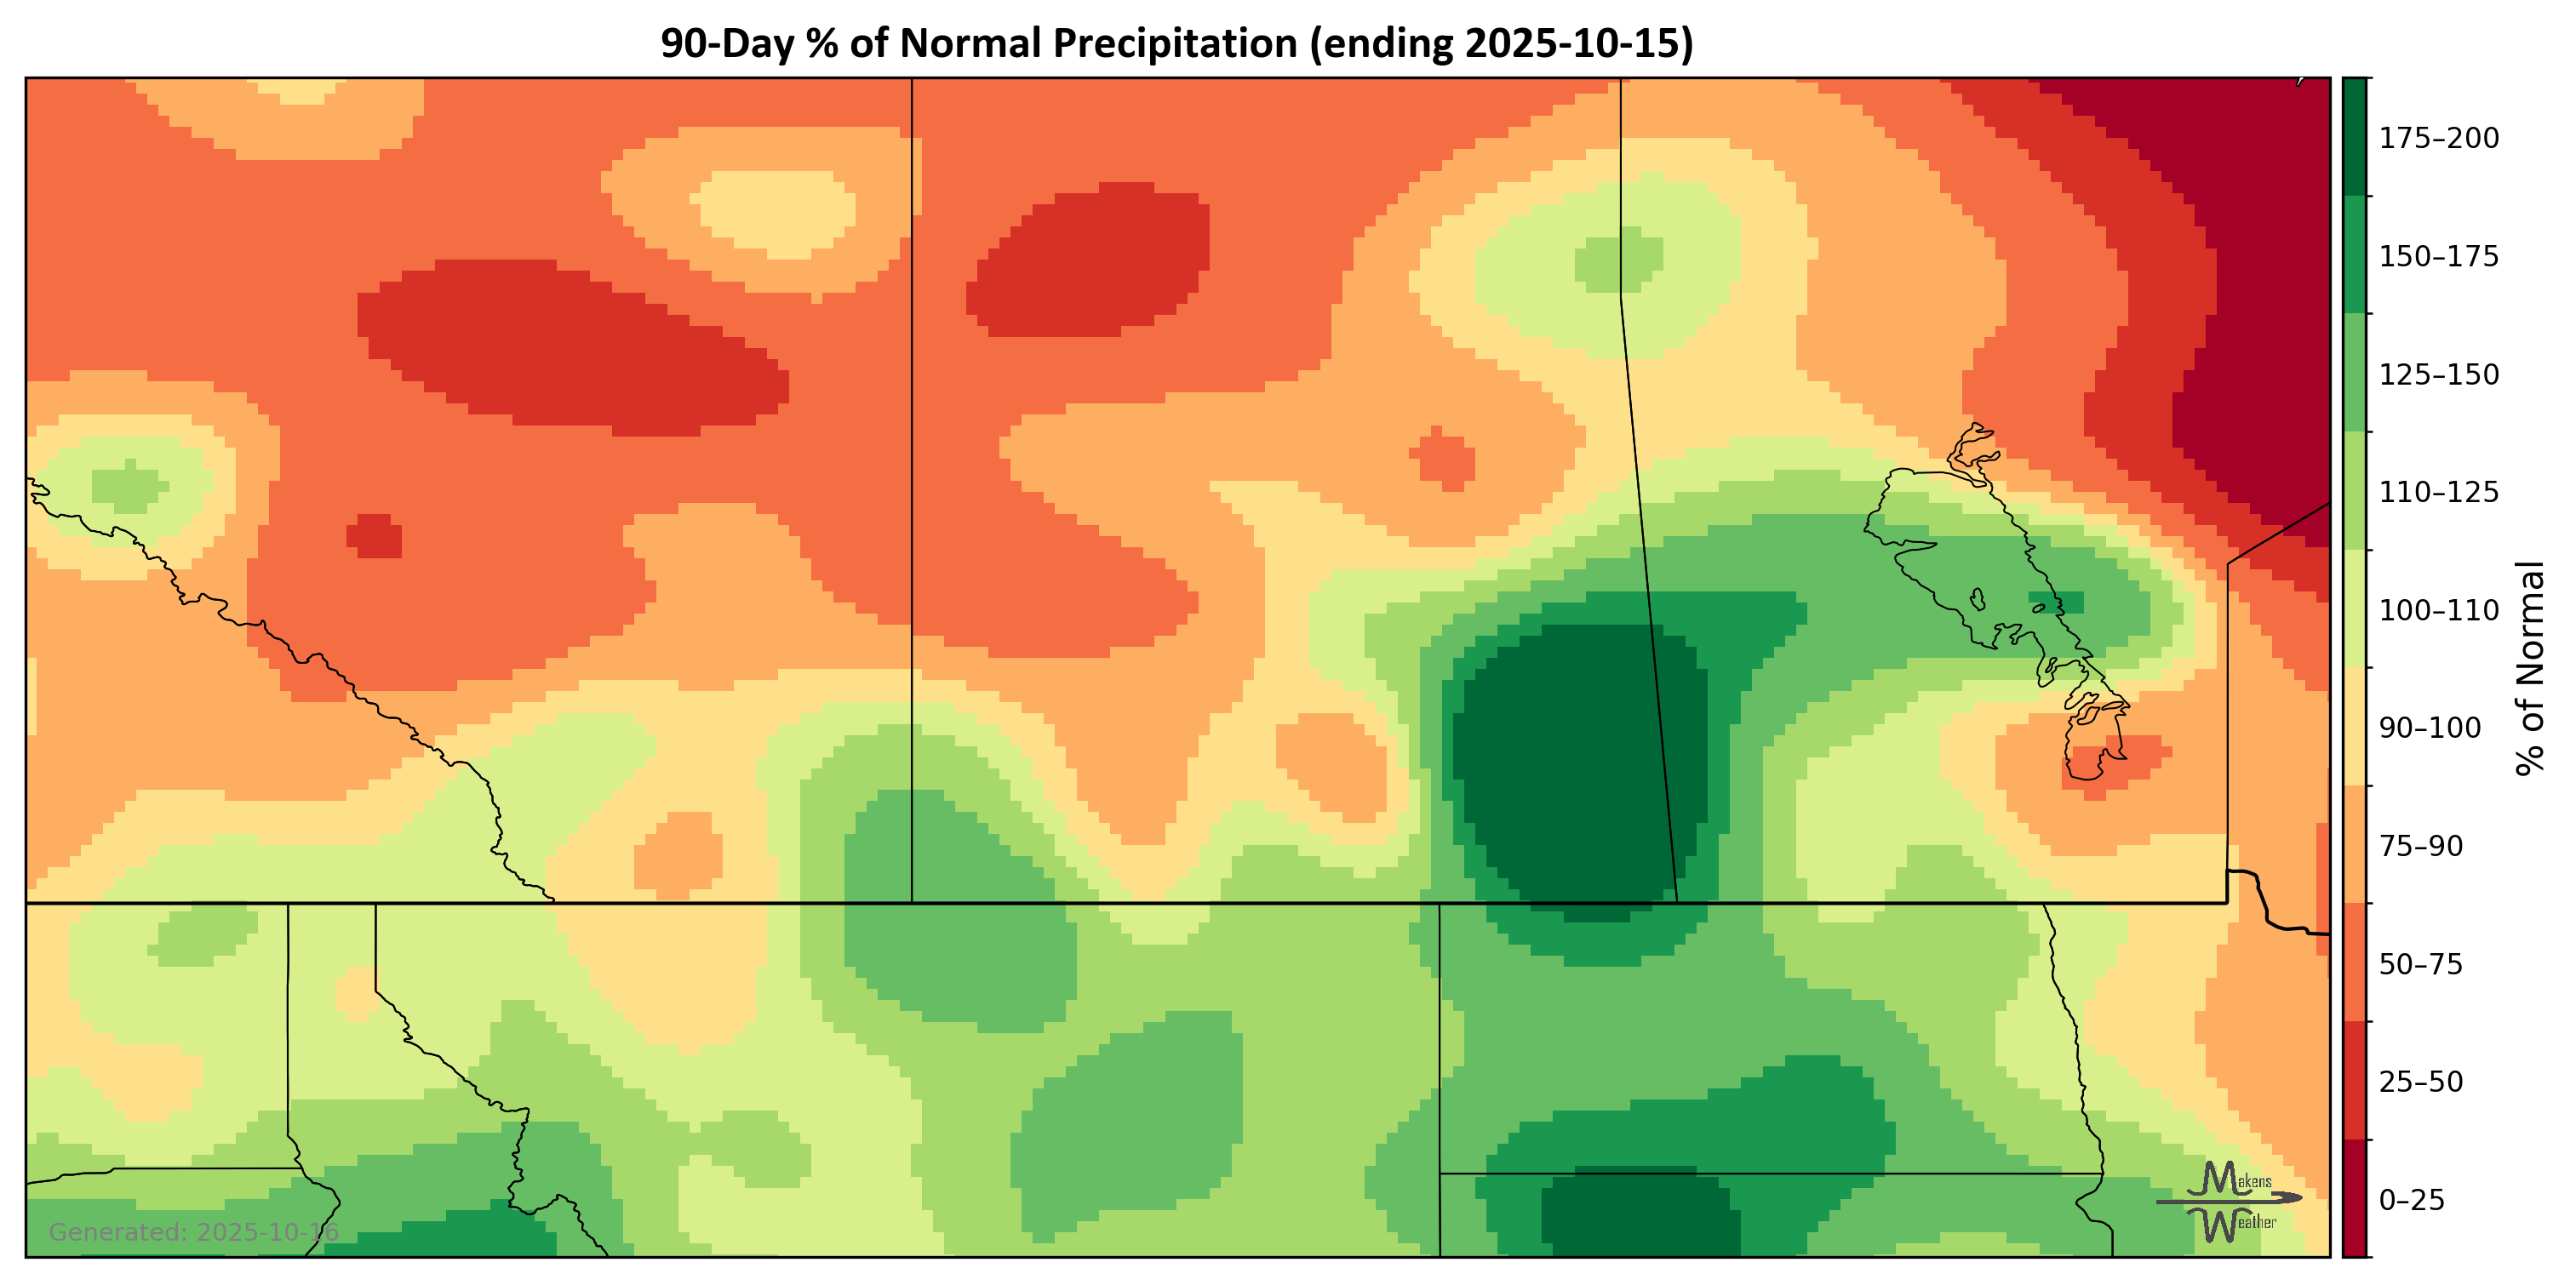 90-Day % of Normal Precipitation (ending 2025-10-15)
175–200
150–175
125–150
110–125
100–110
90–100
75–90
50–75
25–50
0–25
% of Normal
Generated: 2025-10-16
Makens
Weather